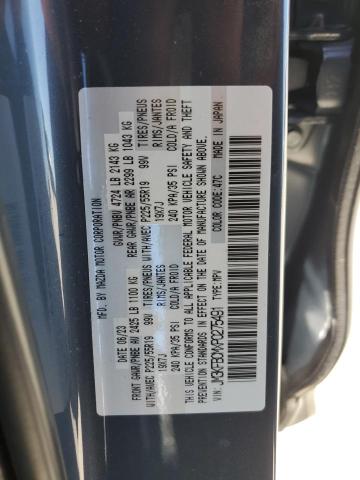 MFD. BY MAZDA MOTOR CORPORATION
DATE 06/23 GVWR/PNBV 4724 LB 2143 KG
FRONT GAWR/PNBE AV 2425 LB 1100 KG REAR GAWR/PNBE AR 2299 LB 1043 KG
WITH/AVEC P225/55R19 99V TIRES/PNEUS WITH/AVEC P225/55R19 99V TIRES/PNEUS
19X7J RIMS/JANTES 19X7J RIMS/JANTES
240 KPA/35 PSI COLD/A FROID 240 KPA/35 PSI COLD/A FROID
THIS VEHICLE CONFORMS TO ALL APPLICABLE FEDERAL MOTOR VEHICLE SAFETY AND THEFT
PREVENTION STANDARDS IN EFFECT ON THE DATE OF MANUFACTURE SHOWN ABOVE.
TYPE:MPV COLOR CODE:47C MADE IN JAPAN